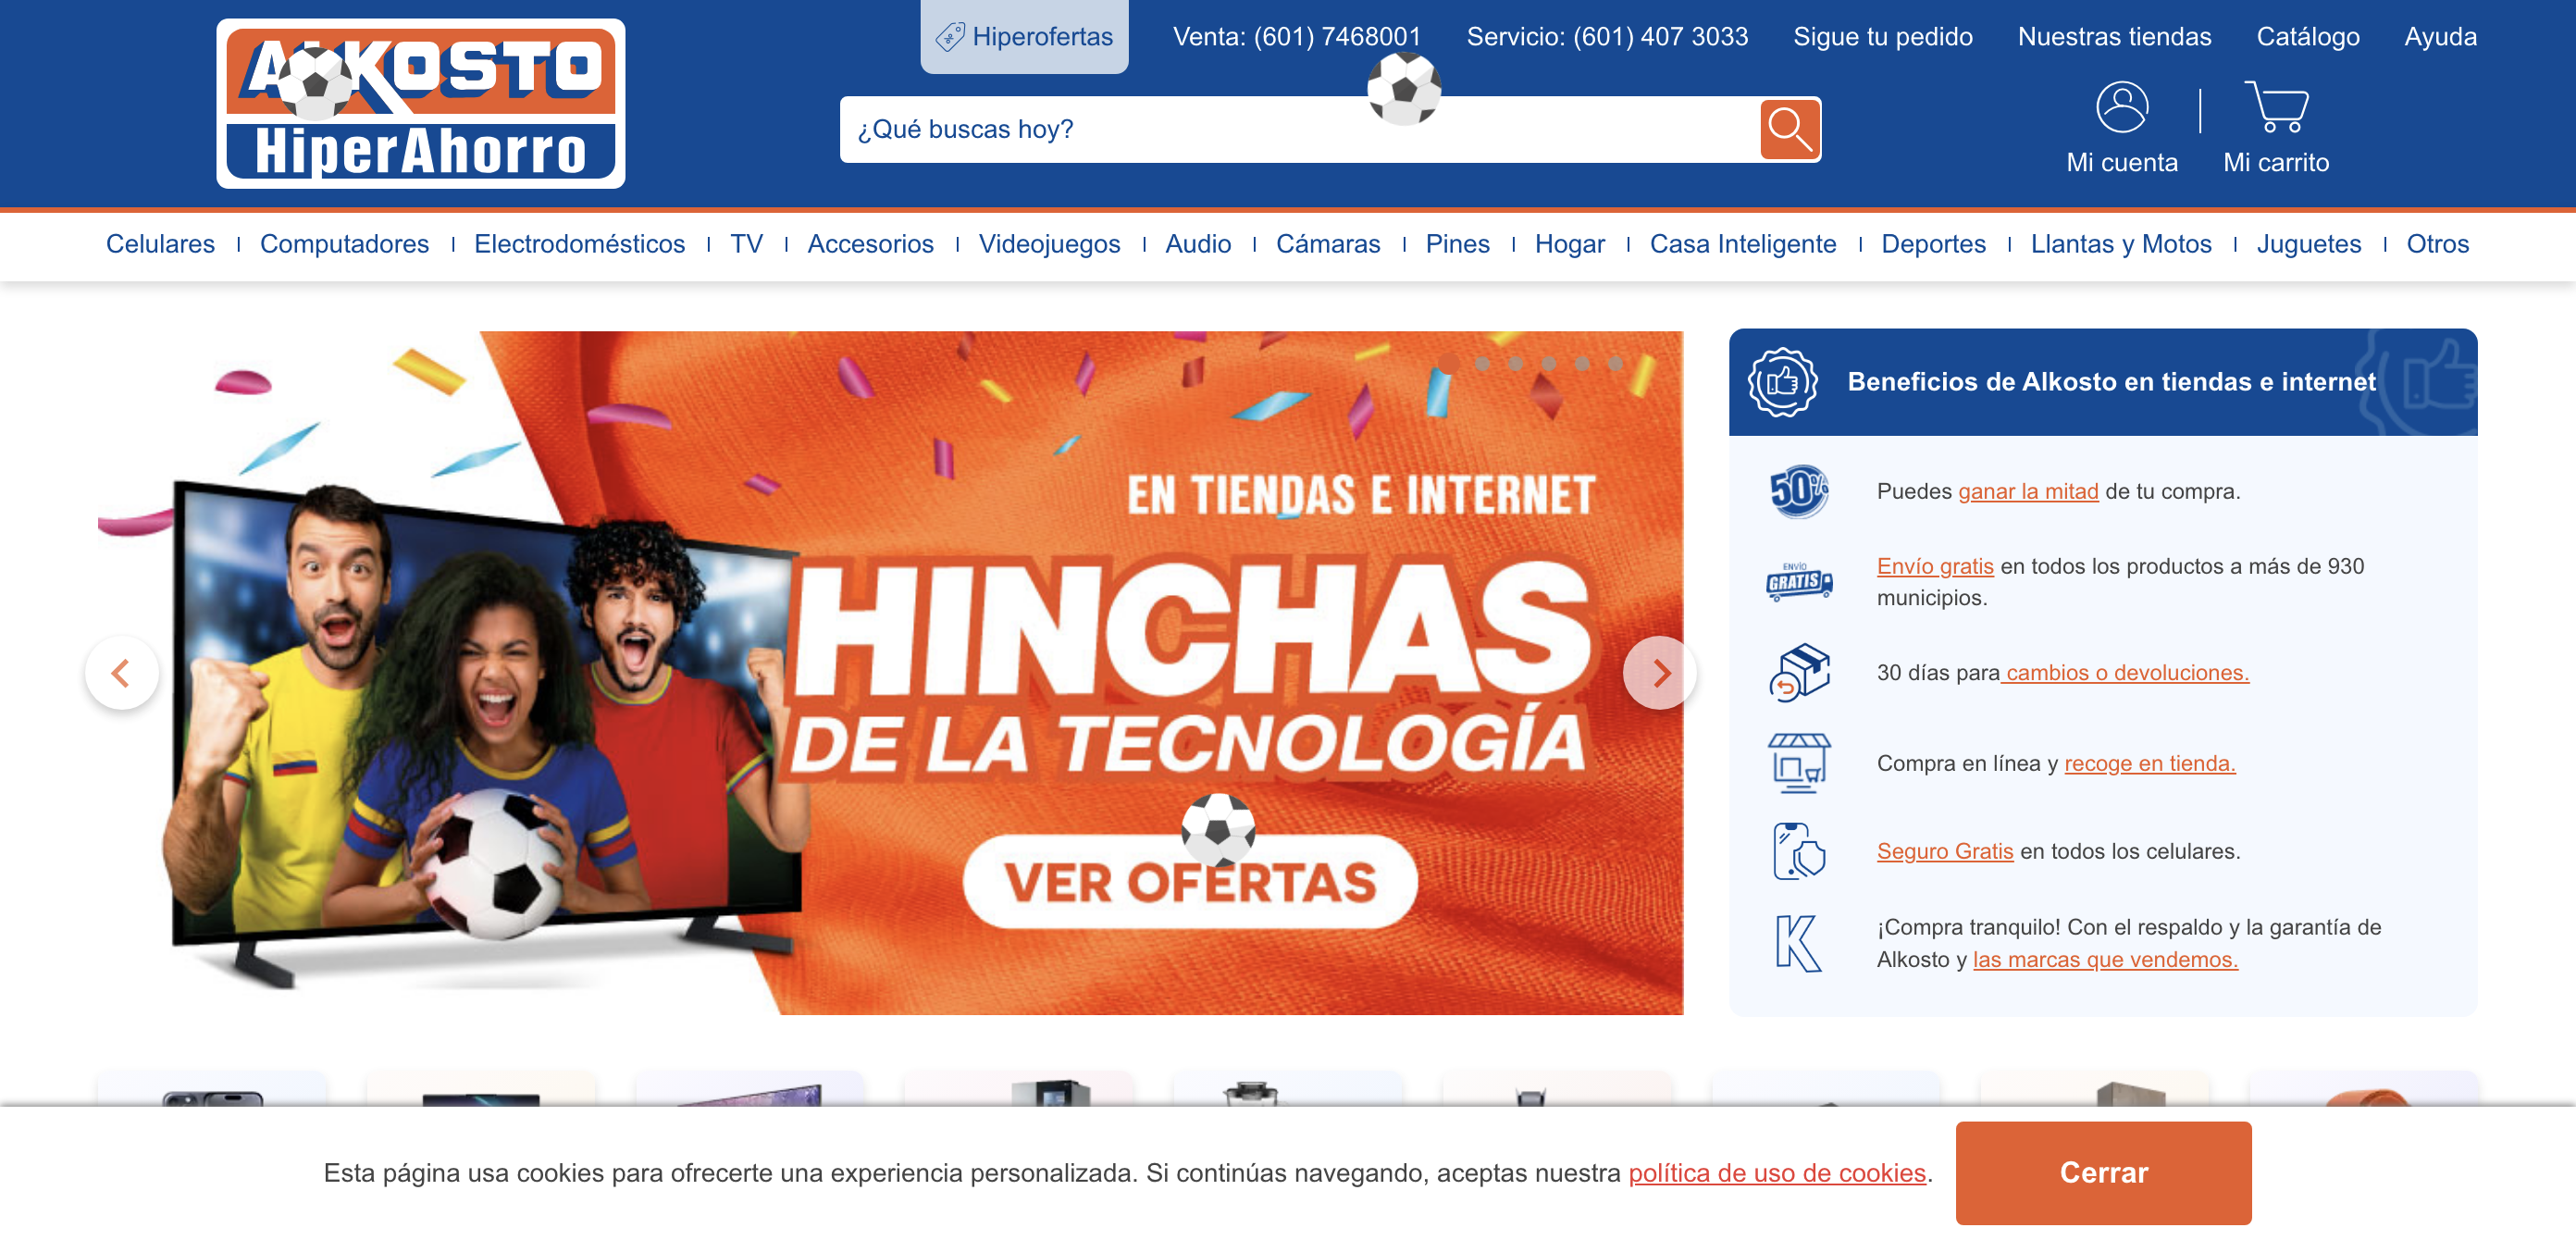 ALKOSTO
HiperAhorro
Hiperofertas
Venta: (601) 7468001
Servicio: (601) 407 3033
Sigue tu pedido
Nuestras tiendas
Catálogo
Ayuda
¿Qué buscas hoy?
Mi cuenta
Mi carrito
Celulares
Computadores
Electrodomésticos
TV
Accesorios
Videojuegos
Audio
Cámaras
Pines
Hogar
Casa Inteligente
Deportes
Llantas y Motos
Juguetes
Otros
EN TIENDAS E INTERNET
HINCHAS
DE LA TECNOLOGÍA
VER OFERTAS
Beneficios de Alkosto en tiendas e internet
50%
Puedes ganar la mitad de tu compra.
ENVÍO
GRATIS
Envío gratis en todos los productos a más de 930
municipios.
30 días para cambios o devoluciones.
Compra en línea y recoge en tienda.
Seguro Gratis en todos los celulares.
K
¡Compra tranquilo! Con el respaldo y la garantía de
Alkosto y las marcas que vendemos.
Esta página usa cookies para ofrecerte una experiencia personalizada. Si continúas navegando, aceptas nuestra política de uso de cookies.
Cerrar